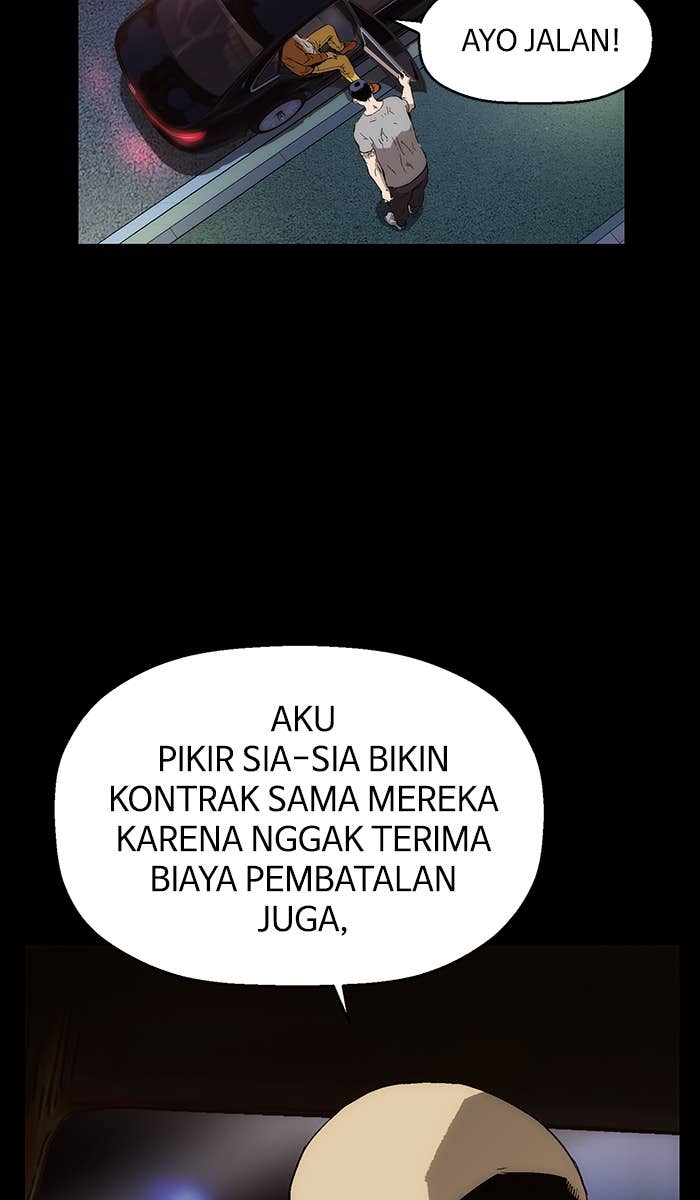 AYO JALAN!
AKU
PIKIR SIA-SIA BIKIN
KONTRAK SAMA MEREKA
KARENA NGGAK TERIMA
BIAYA PEMBATALAN
JUGA,